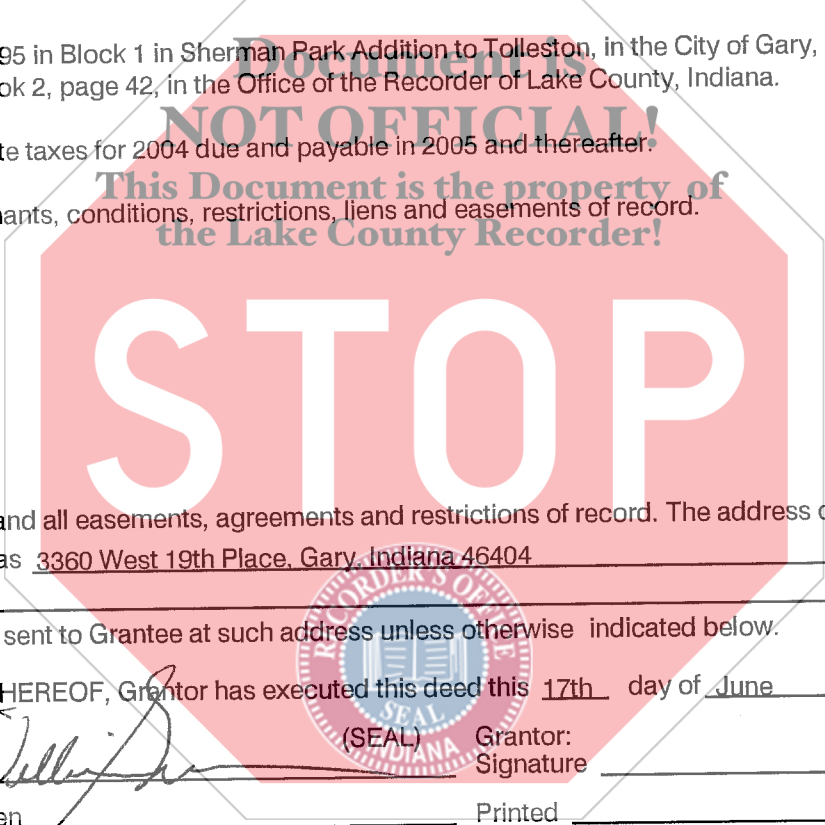 95 in Block 1 in Sherman Park Addition to Tolleston, in the City of Gary,
ok 2, page 42, in the Office of the Recorder of Lake County, Indiana.
Document is
NOT OFFICIAL!
te taxes for 2004 due and payable in 2005 and thereafter.
This Document is the property of
ants, conditions, restrictions, liens and easements of record.
the Lake County Recorder!
STOP
and all easements, agreements and restrictions of record. The address o
as 3360 West 19th Place, Gary, Indiana 46404
RECORDER'S OFFICE
sent to Grantee at such address unless otherwise indicated below.
HEREOF, Grantor has executed this deed this 17th day of June
SEAL
INDIANA
(SEAL) Grantor:
Signature
en Printed